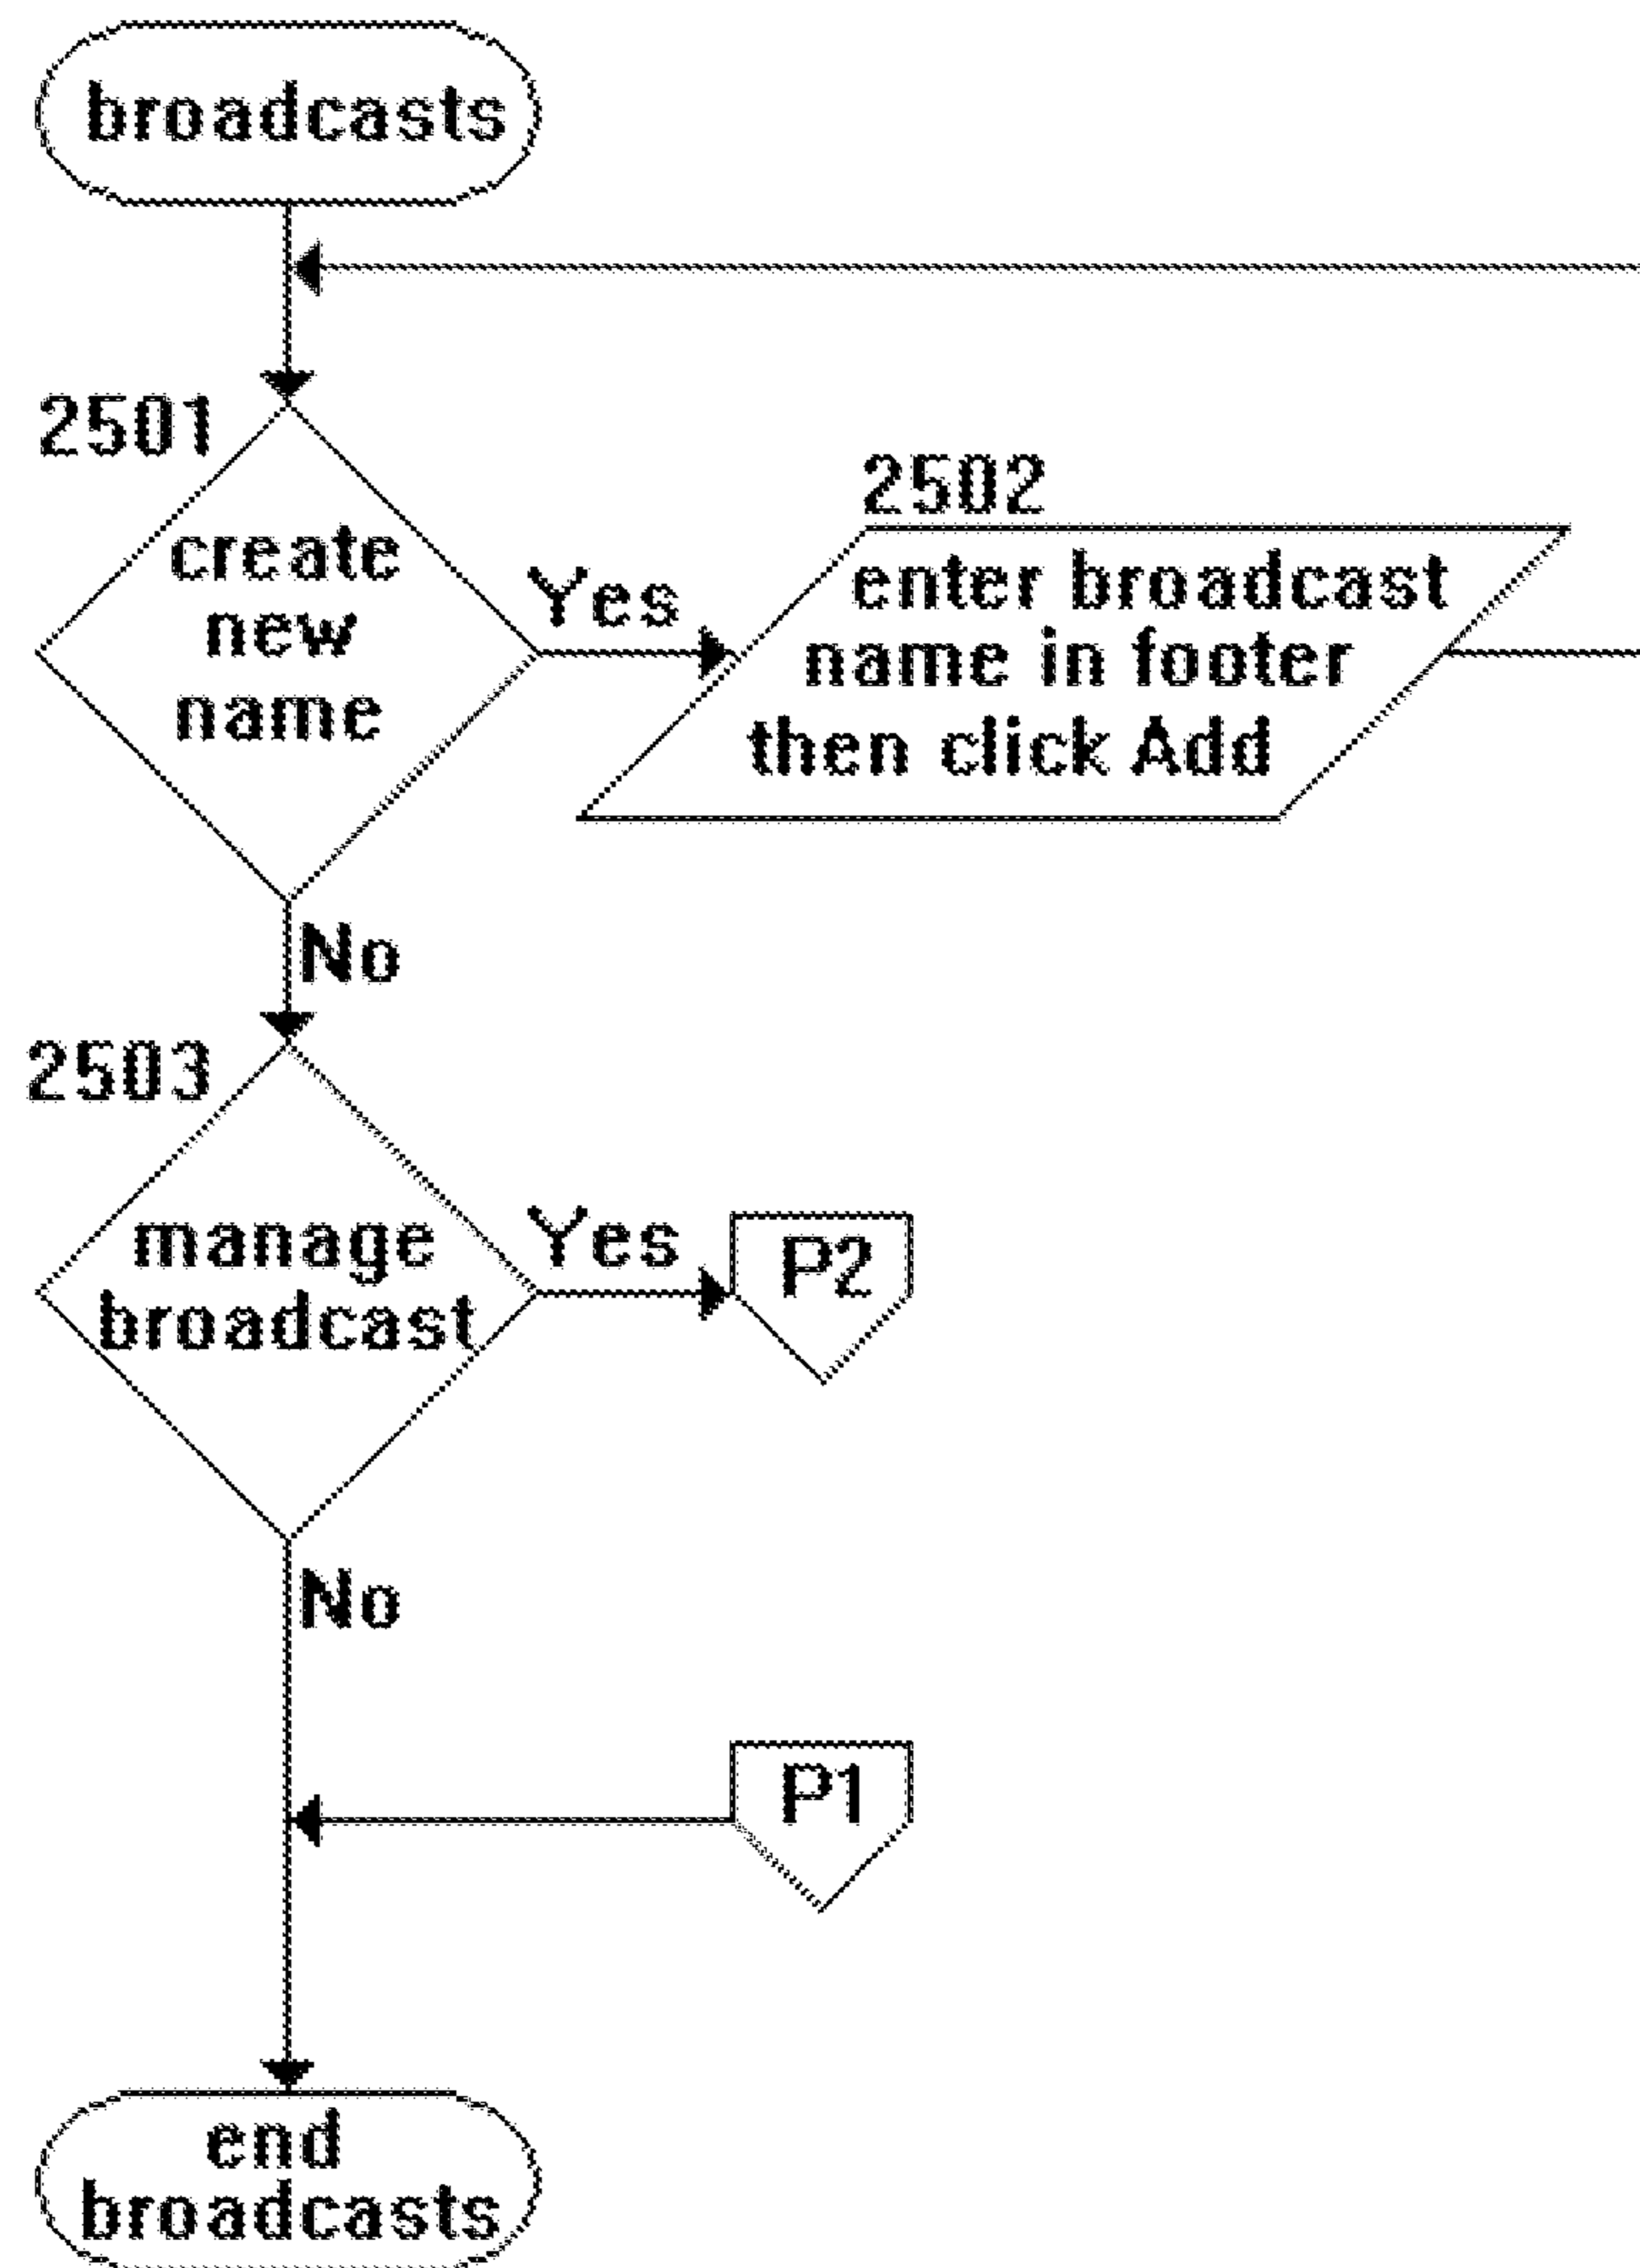 broadcasts
2501
create
new
name
Yes
2502
enter broadcast
name in footer
then click Add
No
2503
manage
broadcast
Yes
P2
No
P1
end
broadcasts